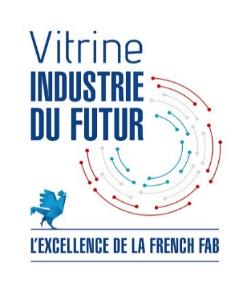 Vitrine
INDUSTRIE
DU FUTUR
L'EXCELLENCE DE LA FRENCH FAB